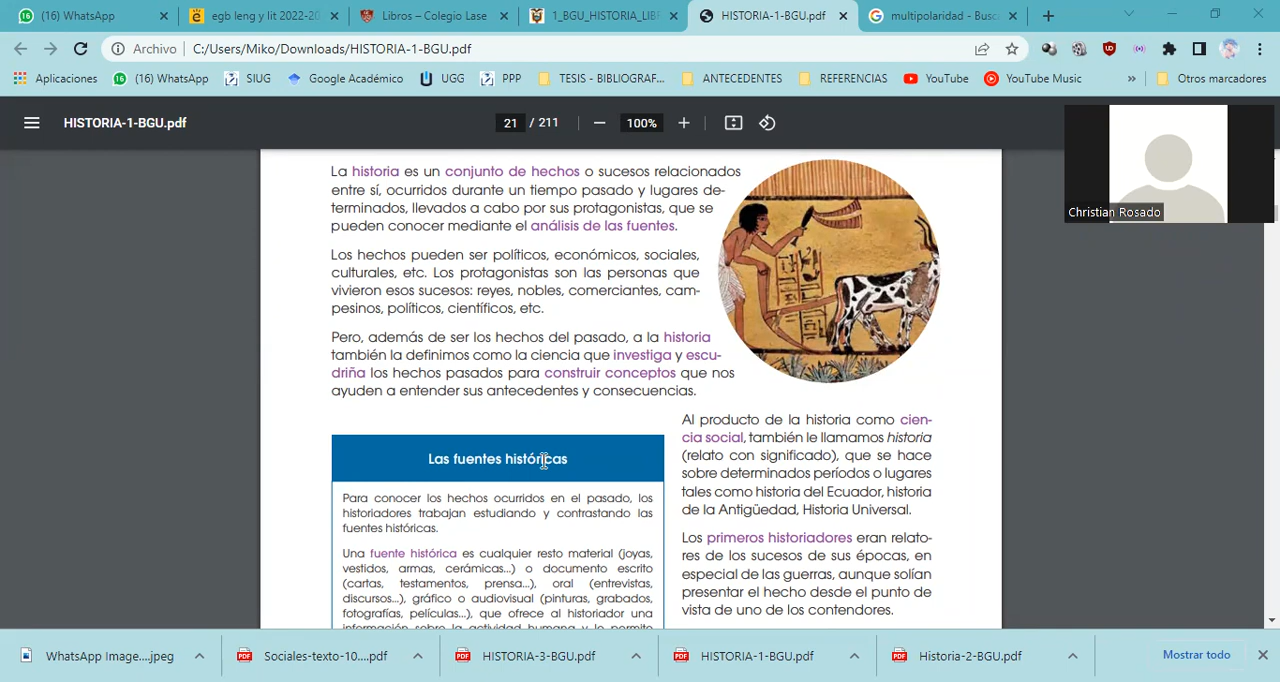 (16) WhatsApp
egb leng y lit 2022-20
Libros – Colegio Lase
1_BGU_HISTORIA_LIBF
HISTORIA-1-BGU.pdf
multipolaridad - Busc
Archivo
C:/Users/Miko/Downloads/HISTORIA-1-BGU.pdf
Aplicaciones
(16) WhatsApp
SIUG
Google Académico
UGG
PPP
TESIS - BIBLIOGRAF...
ANTECEDENTES
REFERENCIAS
YouTube
YouTube Music
»
Otros marcadores
HISTORIA-1-BGU.pdf
21 / 211
100%
Christian Rosado
La historia es un conjunto de hechos o sucesos relacionados
entre sí, ocurridos durante un tiempo pasado y lugares de-
terminados, llevados a cabo por sus protagonistas, que se
pueden conocer mediante el análisis de las fuentes.
Los hechos pueden ser políticos, económicos, sociales,
culturales, etc. Los protagonistas son las personas que
vivieron esos sucesos: reyes, nobles, comerciantes, cam-
pesinos, políticos, científicos, etc.
Pero, además de ser los hechos del pasado, a la historia
también la definimos como la ciencia que investiga y escu-
driña los hechos pasados para construir conceptos que nos
ayuden a entender sus antecedentes y consecuencias.
Las fuentes históricas
Para conocer los hechos ocurridos en el pasado, los
historiadores trabajan estudiando y contrastando las
fuentes históricas.
Una fuente histórica es cualquier resto material (joyas,
vestidos, armas, cerámicas...) o documento escrito
(cartas, testamentos, prensa...), oral (entrevistas,
discursos...), gráfico o audiovisual (pinturas, grabados,
fotografías, películas...), que ofrece al historiador una
información sobre la actividad humana y le permite
Al producto de la historia como cien-
cia social, también le llamamos historia
(relato con significado), que se hace
sobre determinados períodos o lugares
tales como historia del Ecuador, historia
de la Antigüedad, Historia Universal.
Los primeros historiadores eran relato-
res de los sucesos de sus épocas, en
especial de las guerras, aunque solían
presentar el hecho desde el punto de
vista de uno de los contendores.
WhatsApp Image....jpeg
Sociales-texto-10....pdf
HISTORIA-3-BGU.pdf
HISTORIA-1-BGU.pdf
Historia-2-BGU.pdf
Mostrar todo